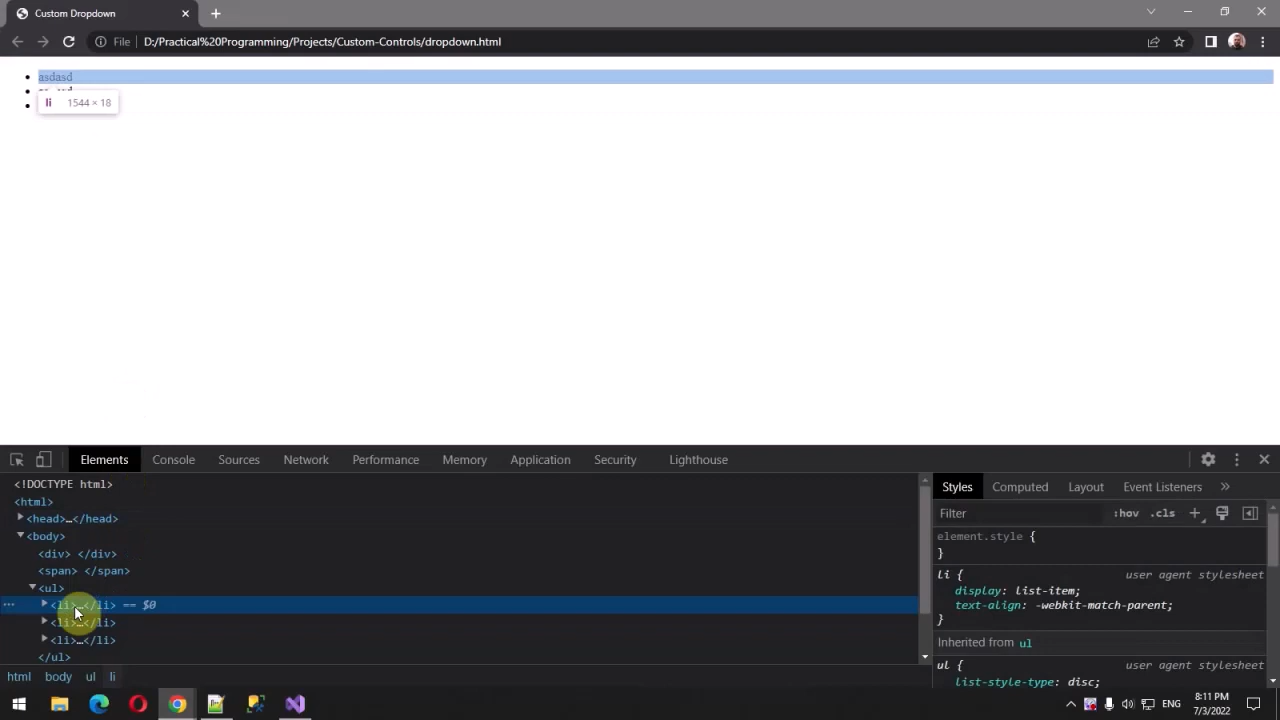 Custom Dropdown
File D:/Practical%20Programming/Projects/Custom-Controls/dropdown.html
asdasd
li 1544 × 18
Elements Console Sources Network Performance Memory Application Security Lighthouse
<!DOCTYPE html>
<html>
<head>…</head>
<body>
<div> </div>
<span> </span>
<ul>
<li>…</li> == $0
<li>…</li>
<li>…</li>
</ul>
html body ul li
Styles Computed Layout Event Listeners »
Filter :hov .cls +
element.style {
}
li { user agent stylesheet
display: list-item;
text-align: -webkit-match-parent;
}
Inherited from ul
ul { user agent stylesheet
list-style-type: disc;
ENG
8:11 PM
7/3/2022